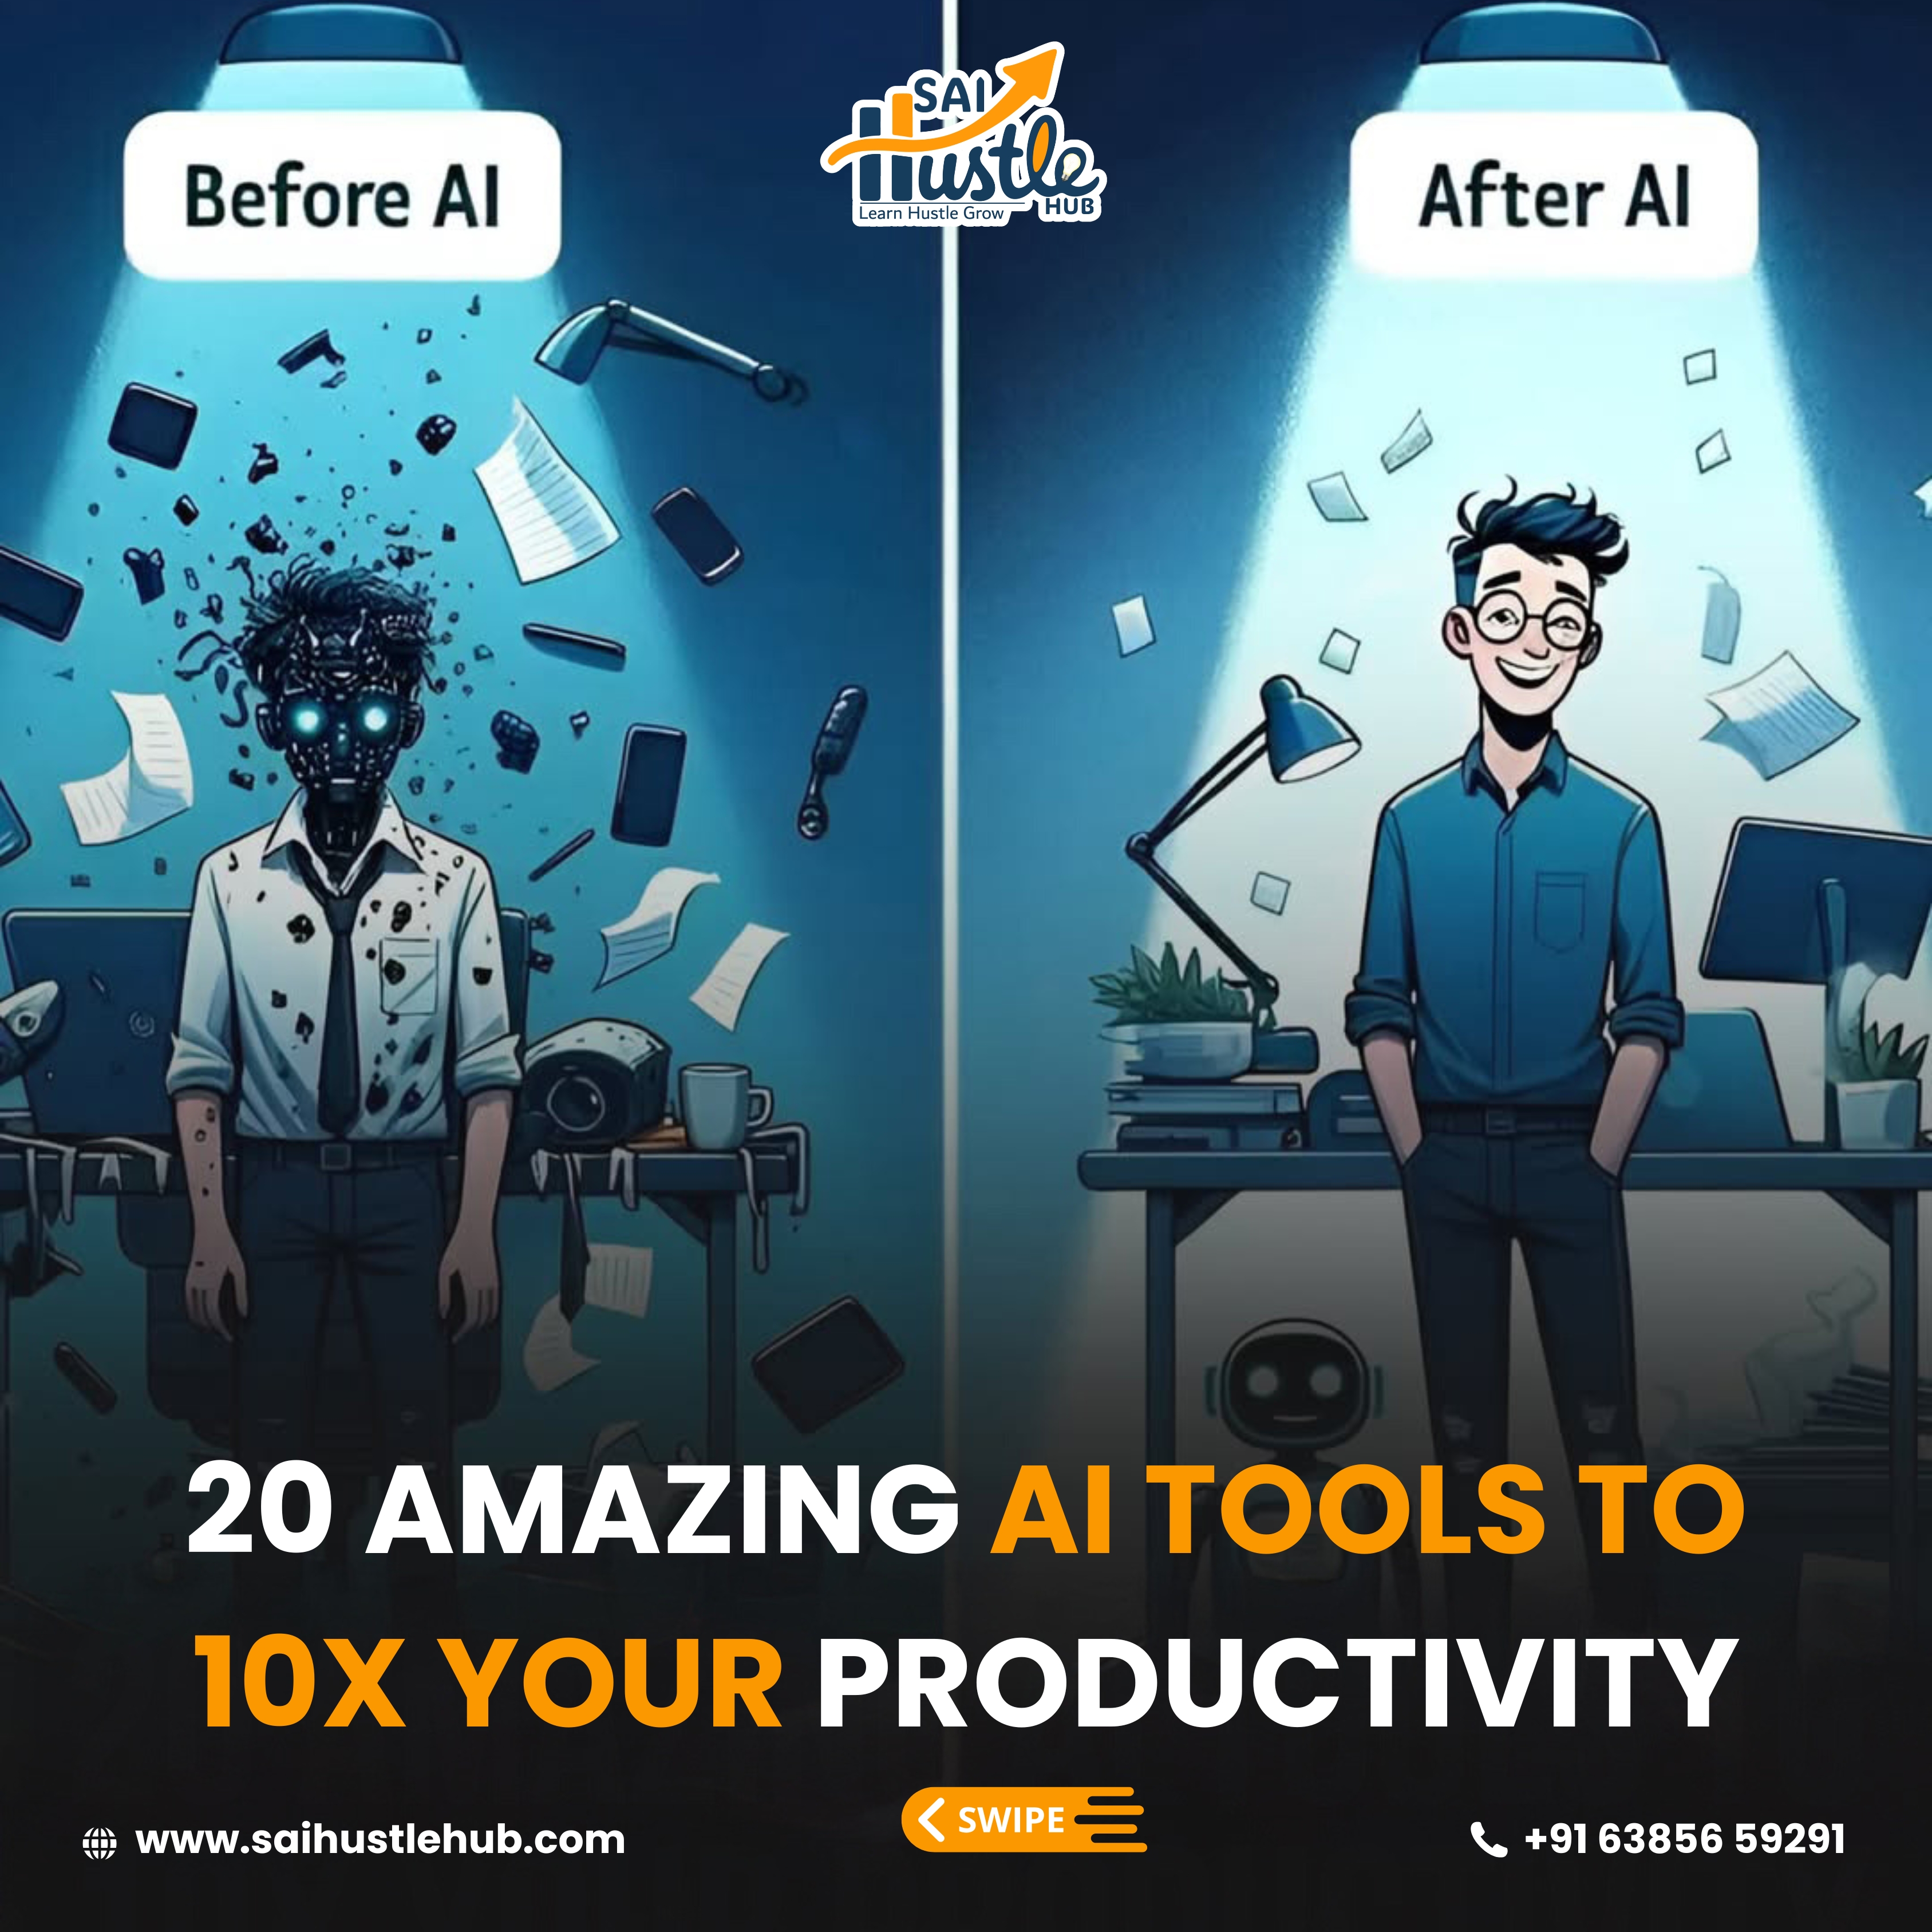 Before AI
SAI
Hustle
HUB
Learn Hustle Grow
After AI
20 AMAZING AI TOOLS TO
10X YOUR PRODUCTIVITY
www.saihustlehub.com
SWIPE
+91 63856 59291